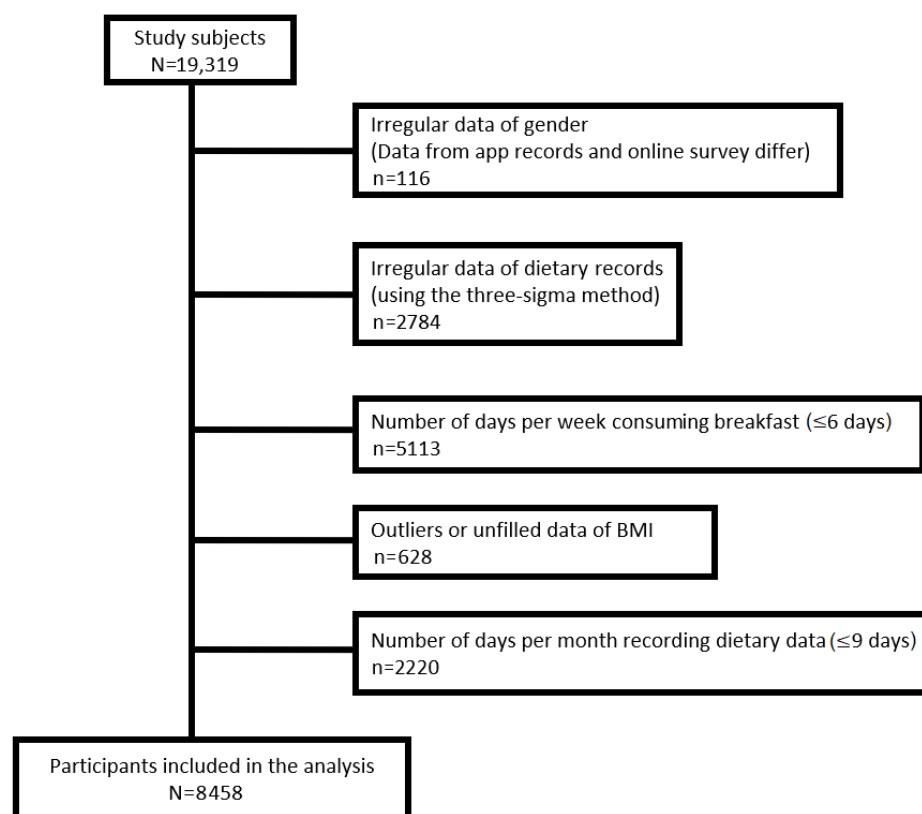 Study subjects
N=19,319
Irregular data of gender
(Data from app records and online survey differ)
n=116
Irregular data of dietary records
(using the three-sigma method)
n=2784
Number of days per week consuming breakfast (≤6 days)
n=5113
Outliers or unfilled data of BMI
n=628
Number of days per month recording dietary data (≤9 days)
n=2220
Participants included in the analysis
N=8458